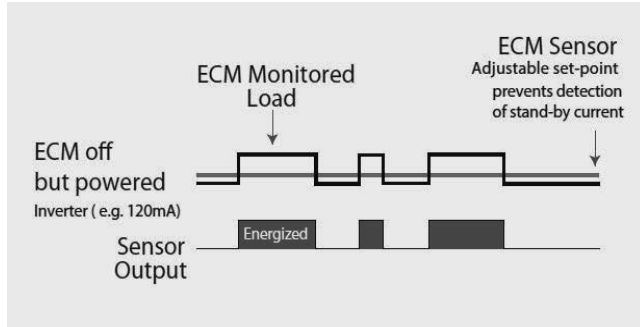 ECM Sensor
Adjustable set-point
prevents detection
of stand-by current
ECM Monitored
Load
ECM off
but powered
Inverter ( e.g. 120mA)
Energized
Sensor
Output